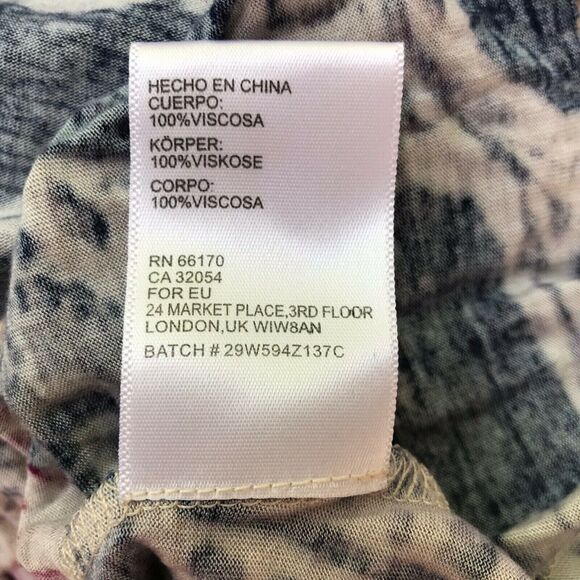 HECHO EN CHINA
CUERPO:
100%VISCOSA
KÖRPER:
100%VISKOSE
CORPO:
100%VISCOSA
RN 66170
CA 32054
FOR EU
24 MARKET PLACE,3RD FLOOR
LONDON,UK WIW8AN
BATCH # 29W594Z137C